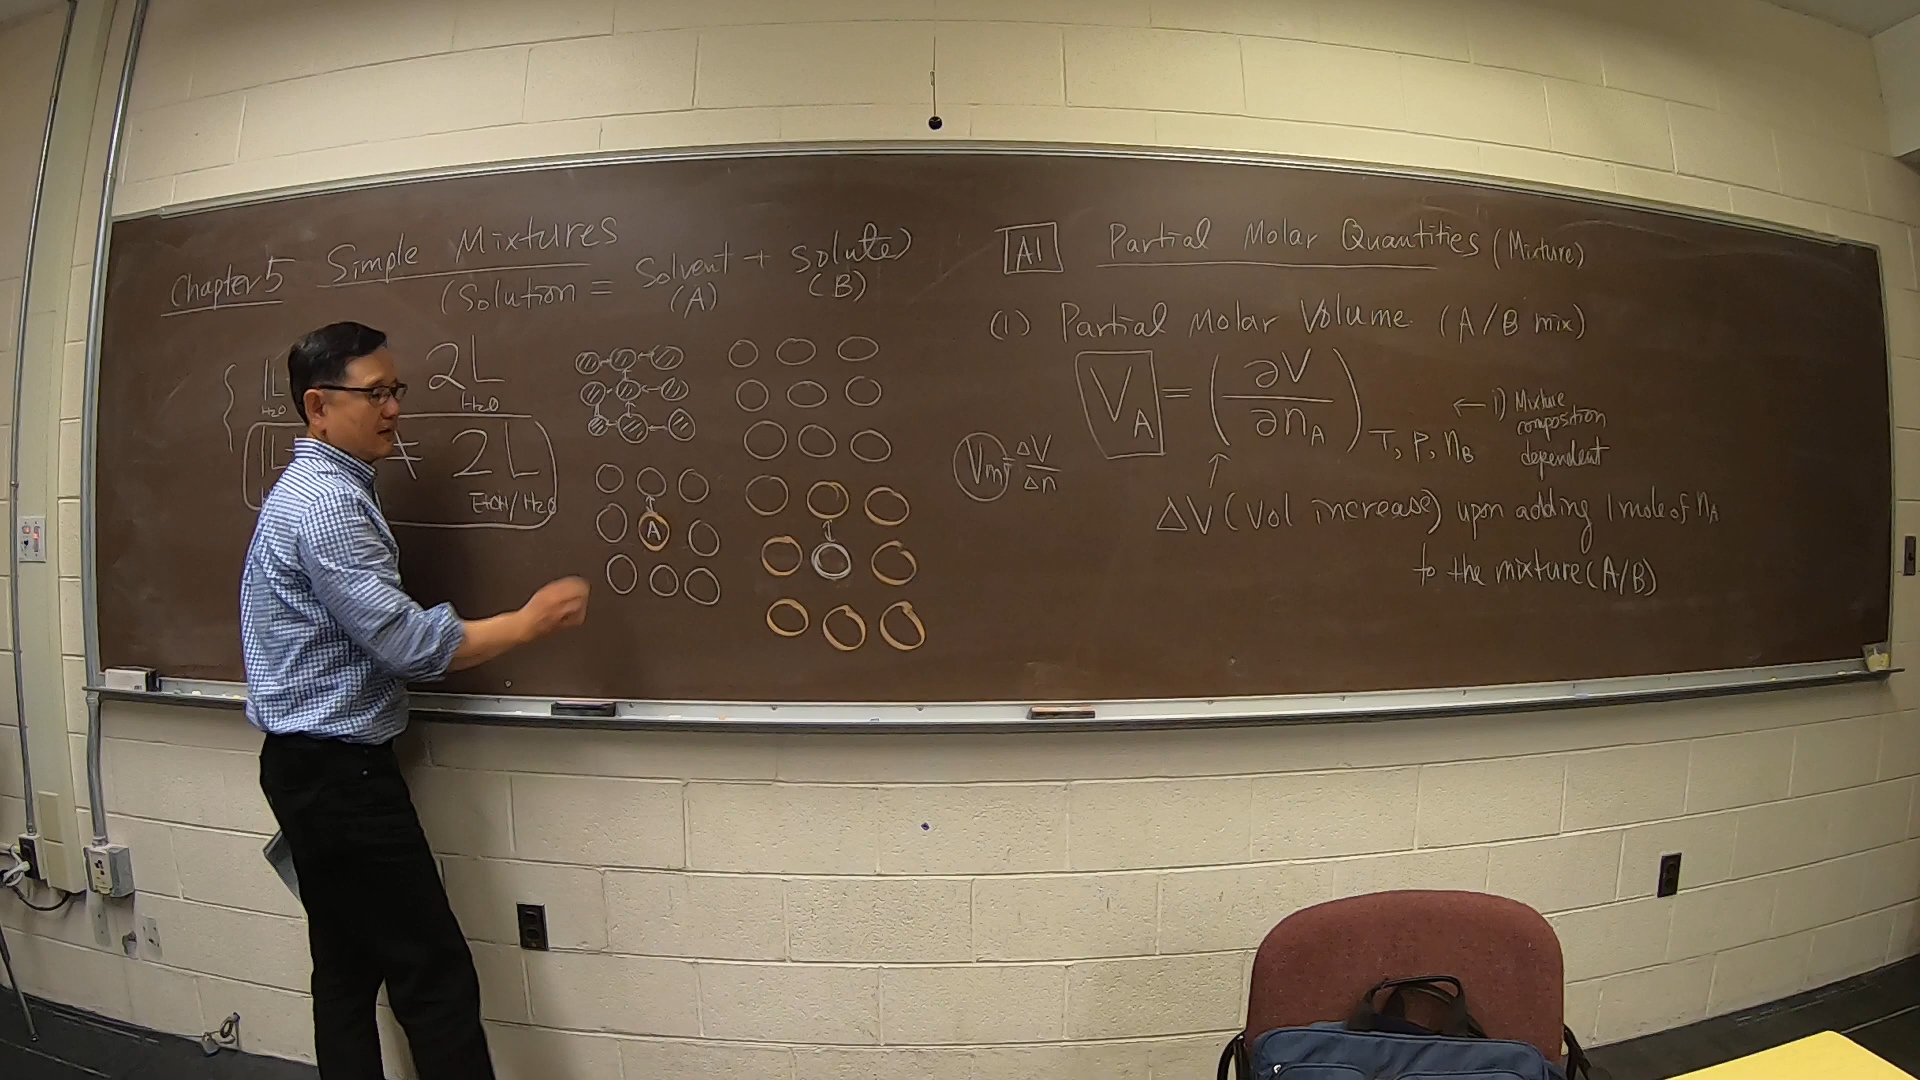 Chapter 5 Simple Mixtures
(Solution = Solvent + Solute)
(A) (B)
1L 2L
H2O H2O
1L ≠ 2L
EtOH/H2O
A
A1 Partial Molar Quantities (Mixture)
(1) Partial Molar Volume (A/B mix)
VA = (∂V/∂nA)T, P, nB
← i) Mixture
composition
dependent
Vm = ΔV/Δn
↑
ΔV (Vol increase) upon adding 1 mole of nA
to the mixture (A/B)